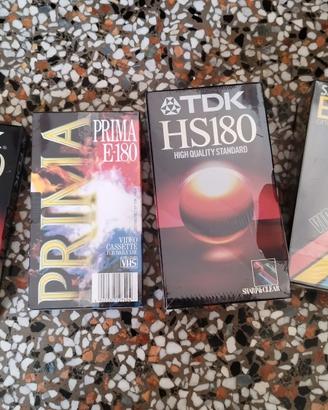 PRIMA
PRIMA
E-180
VIDEO
CASSETTE
VHS
TDK
HS180
HIGH QUALITY STANDARD
SHARP & CLEAR